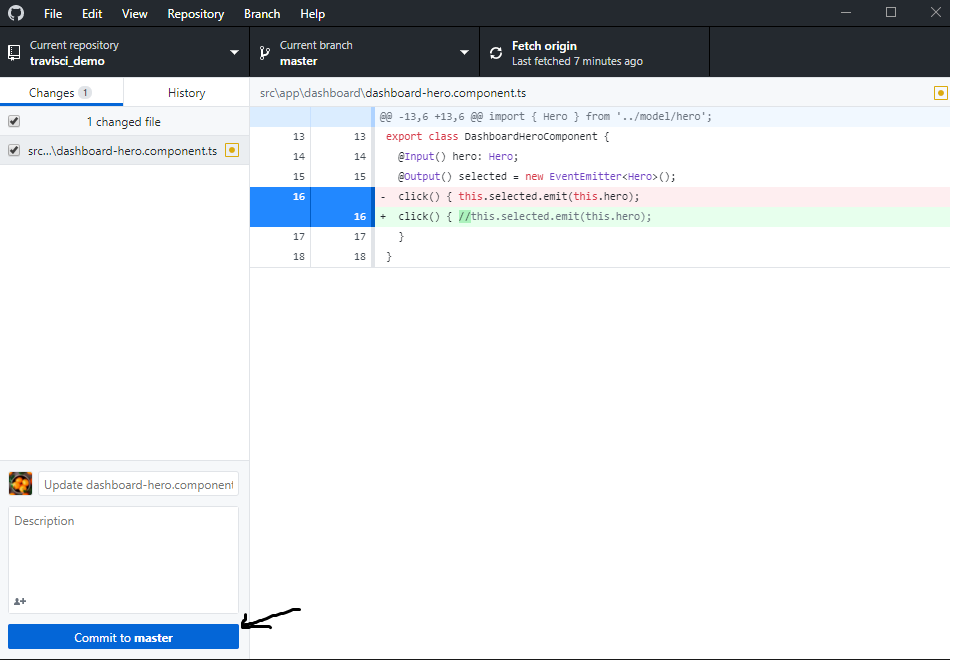 File Edit View Repository Branch Help
Current repository
travisci_demo
Current branch
master
Fetch origin
Last fetched 7 minutes ago
Changes 1 History
1 changed file
src...\dashboard-hero.component.ts
src\app\dashboard\dashboard-hero.component.ts
@@ -13,6 +13,6 @@ import { Hero } from '../model/hero';
13 13 export class DashboardHeroComponent {
14 14 @Input() hero: Hero;
15 15 @Output() selected = new EventEmitter<Hero>();
16 - click() { this.selected.emit(this.hero);
16 + click() { //this.selected.emit(this.hero);
17 17 }
18 18 }
Update dashboard-hero.component
Description
Commit to master